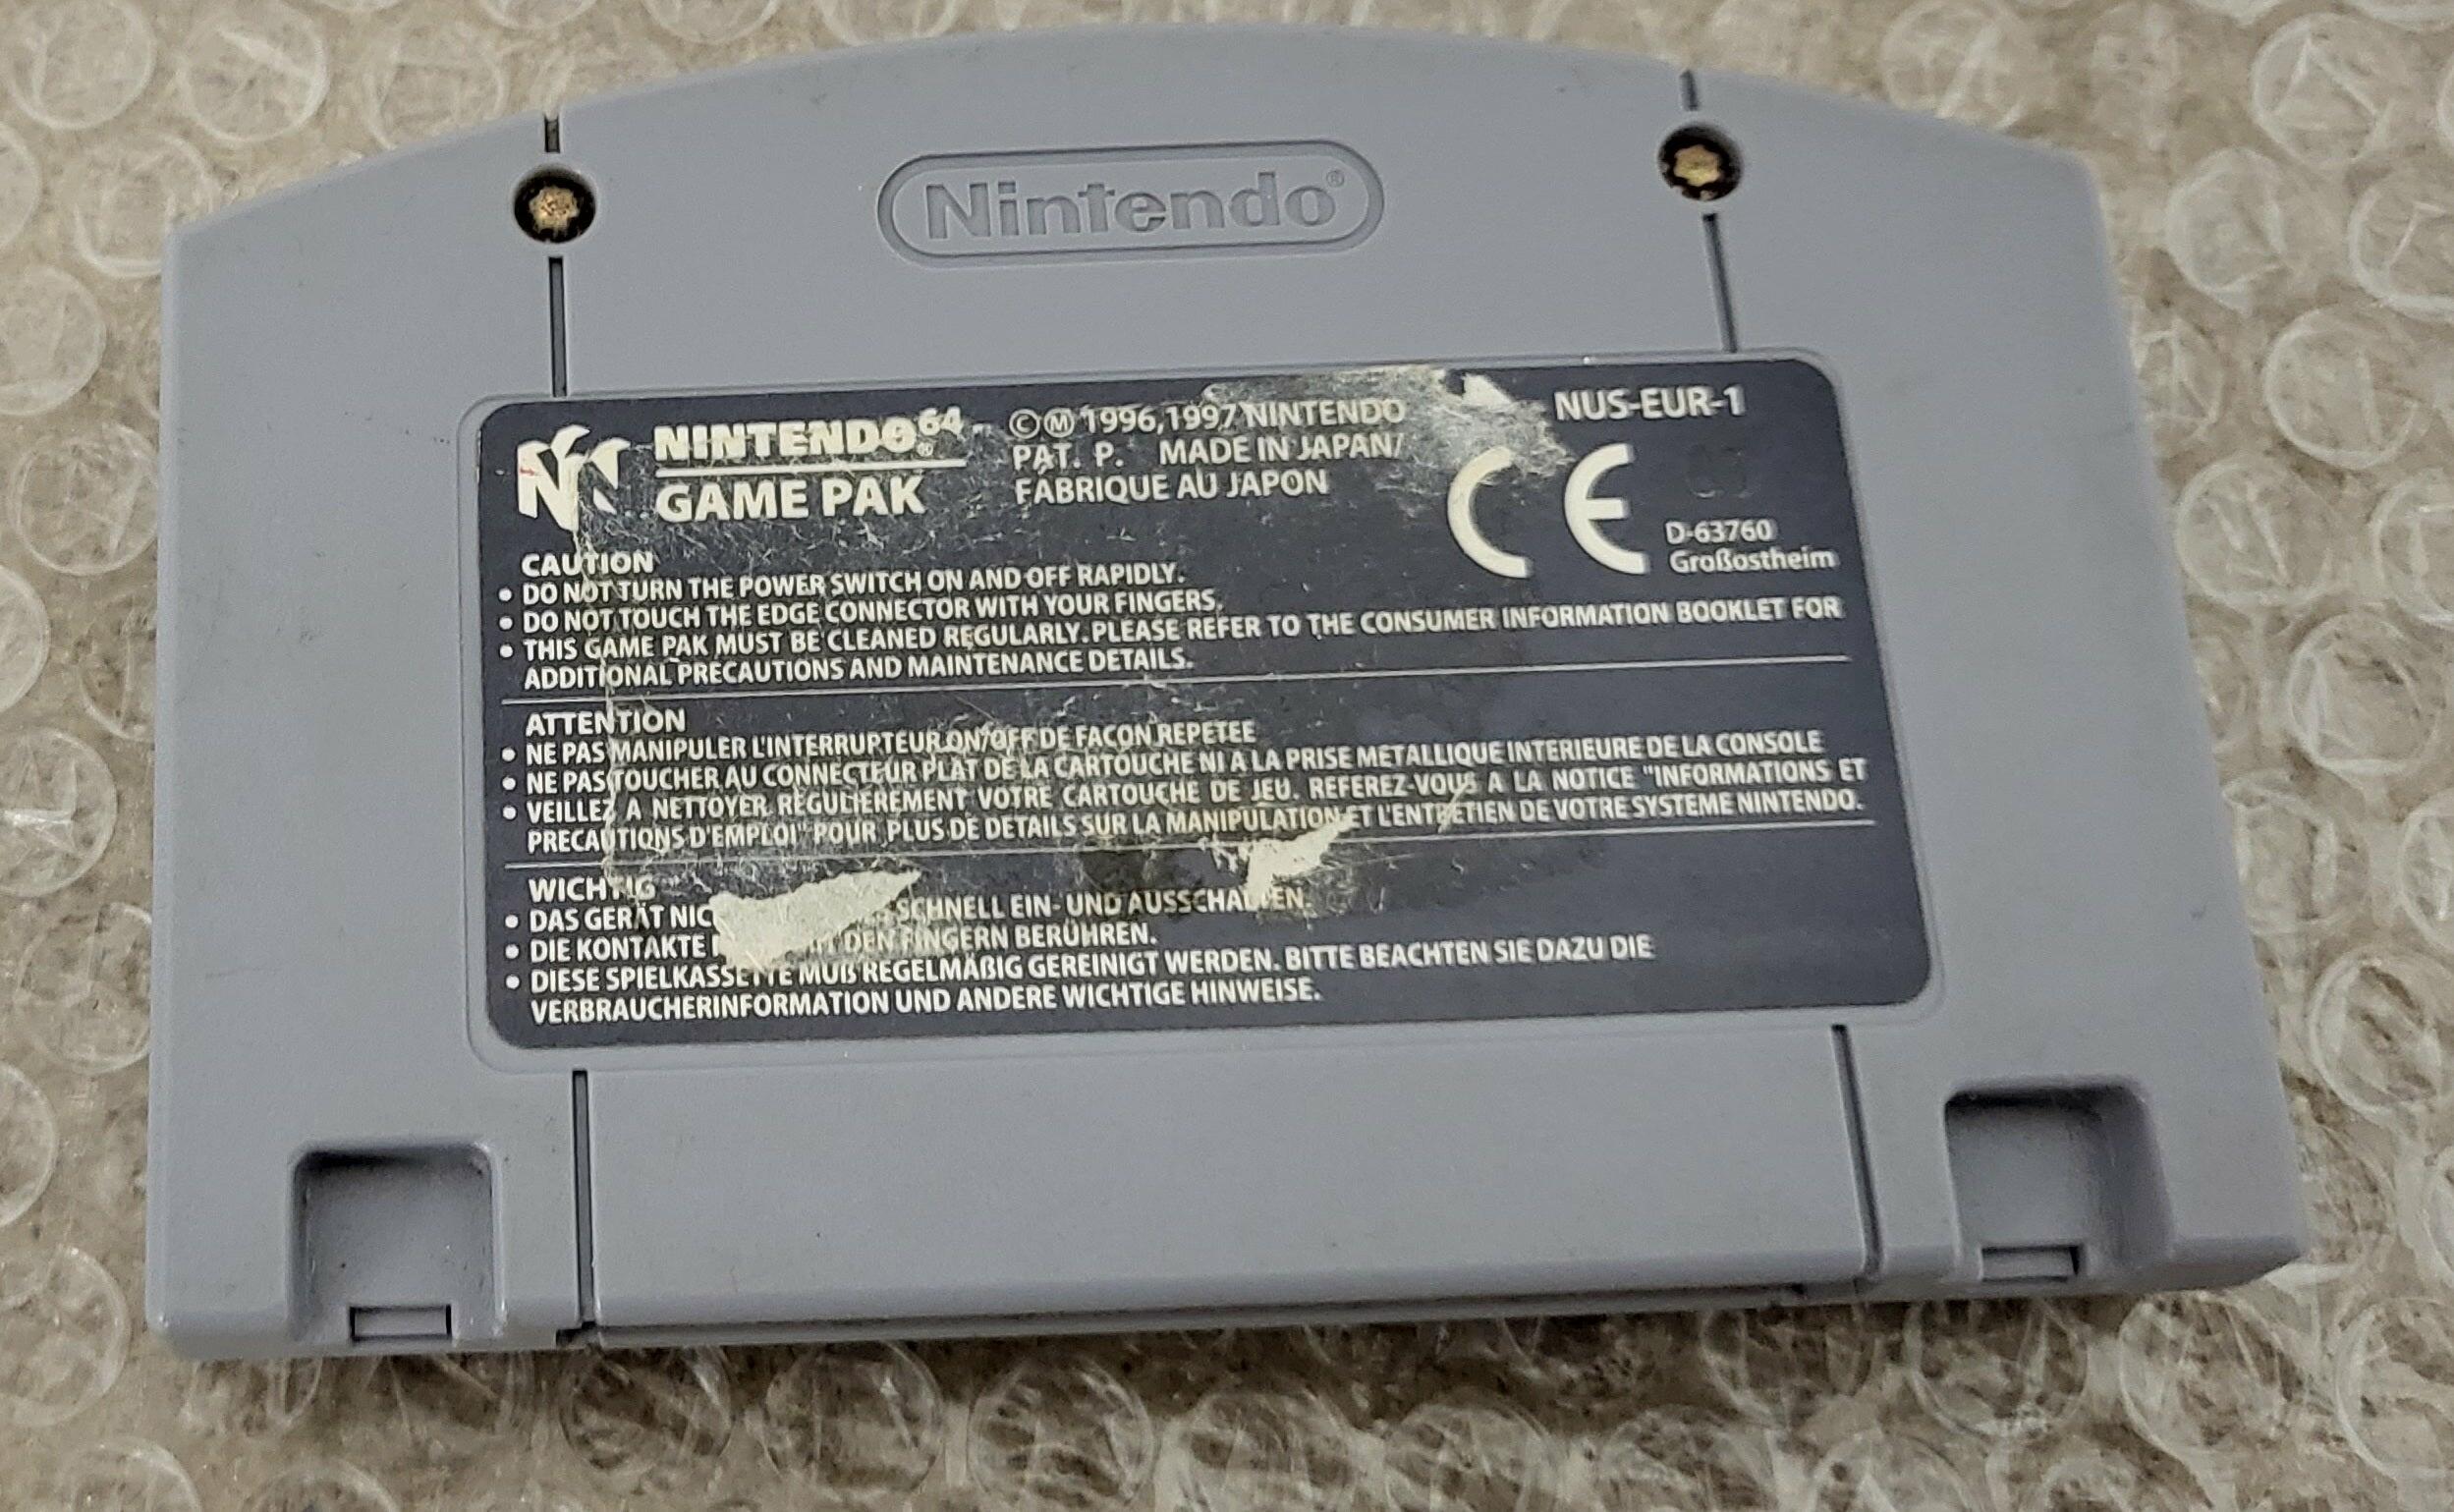 Nintendo®
NINTENDO64®
GAME PAK
©Ⓜ1996,1997 NINTENDO
PAT. P. MADE IN JAPAN/
FABRIQUE AU JAPON
NUS-EUR-1
CE
D-63760
Großostheim
CAUTION
• DO NOT TURN THE POWER SWITCH ON AND OFF RAPIDLY.
• DO NOT TOUCH THE EDGE CONNECTOR WITH YOUR FINGERS.
• THIS GAME PAK MUST BE CLEANED REGULARLY. PLEASE REFER TO THE CONSUMER INFORMATION BOOKLET FOR
ADDITIONAL PRECAUTIONS AND MAINTENANCE DETAILS.
ATTENTION
• NE PAS MANIPULER L'INTERRUPTEUR ON/OFF DE FACON REPETEE
• NE PAS TOUCHER AU CONNECTEUR PLAT DE LA CARTOUCHE NI A LA PRISE METALLIQUE INTERIEURE DE LA CONSOLE
• VEILLEZ A NETTOYER REGULIEREMENT VOTRE CARTOUCHE DE JEU. REFEREZ-VOUS A LA NOTICE "INFORMATIONS ET
PRECAUTIONS D'EMPLOI" POUR PLUS DE DETAILS SUR LA MANIPULATION ET L'ENTRETIEN DE VOTRE SYSTEME NINTENDO.
WICHTIG
• DAS GERÄT SCHNELL EIN- UND AUSSCHALTEN.
• DIE KONTAKTE DEN FINGERN BERÜHREN.
• DIESE SPIELKASSETTE MUß REGELMÄßIG GEREINIGT WERDEN. BITTE BEACHTEN SIE DAZU DIE
VERBRAUCHERINFORMATION UND ANDERE WICHTIGE HINWEISE.